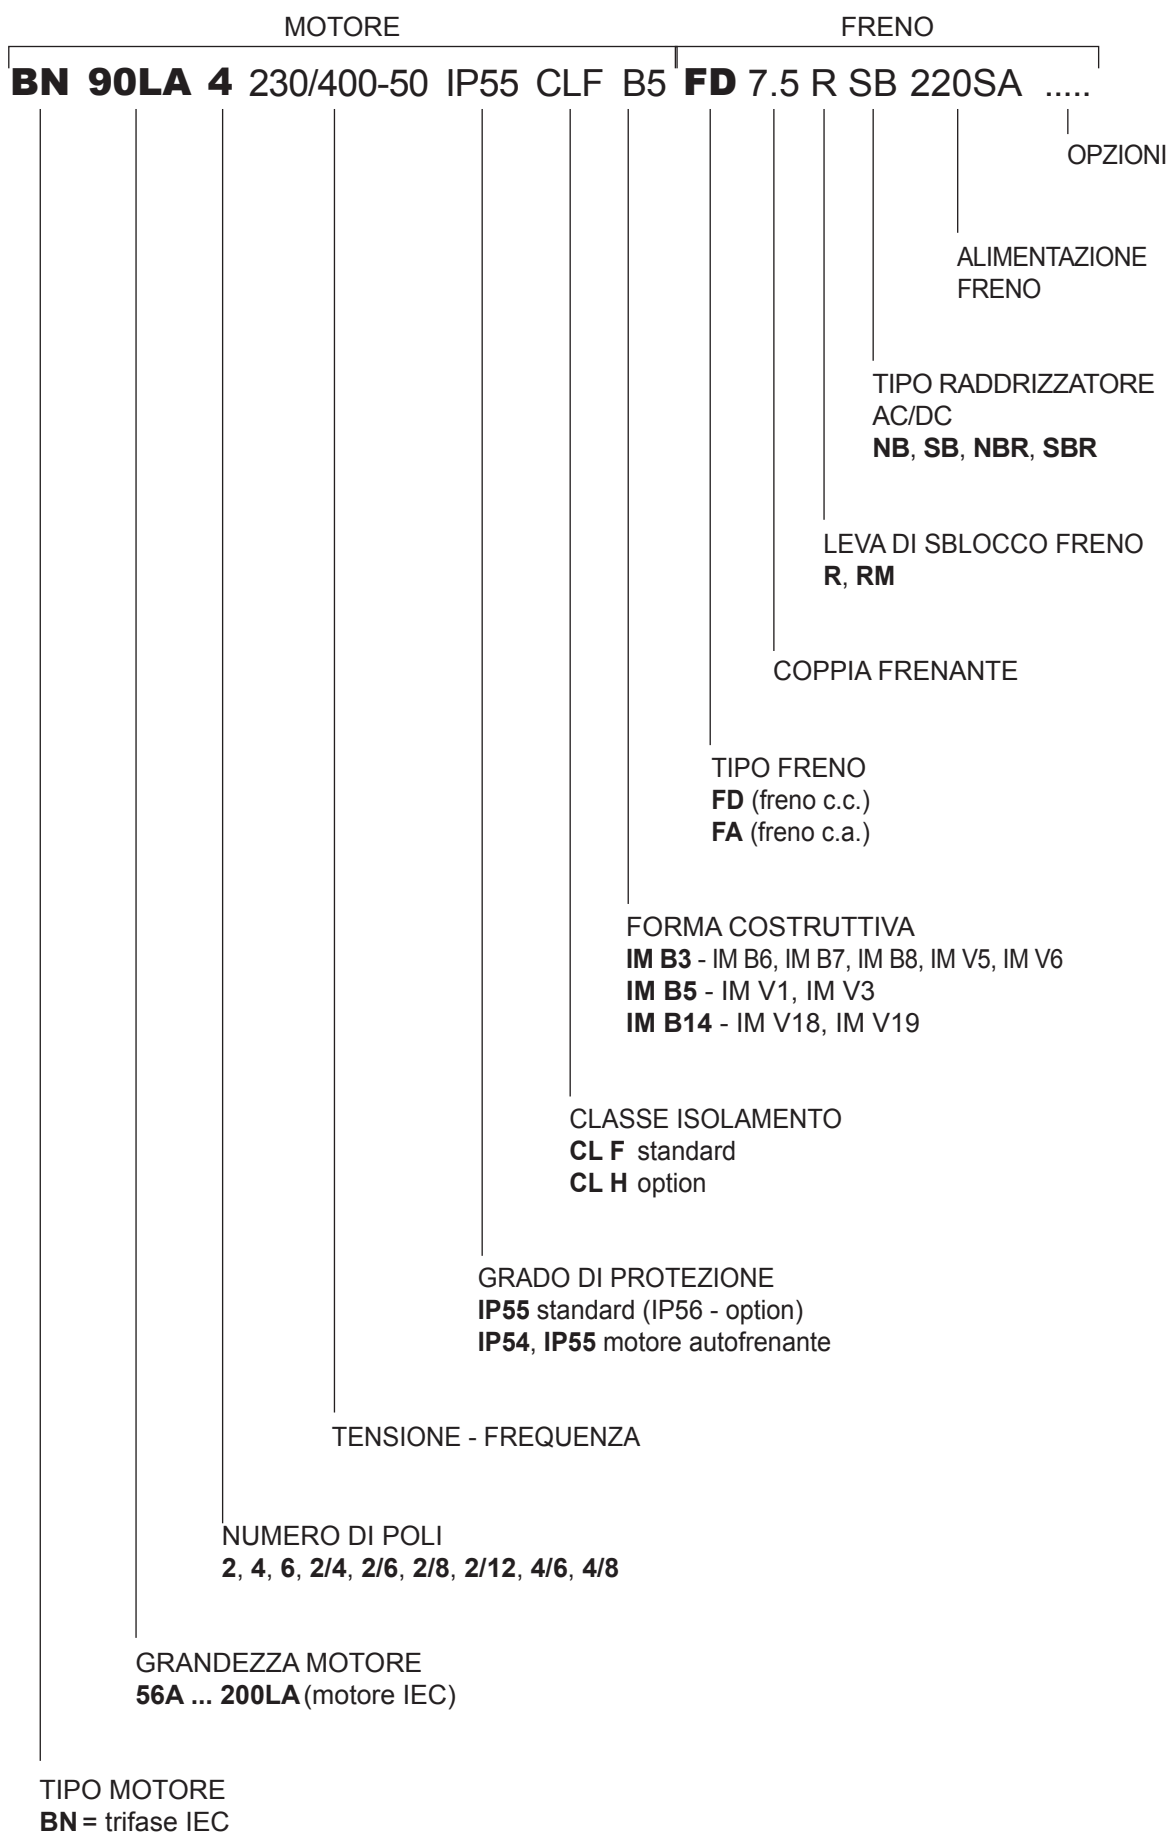 MOTORE FRENO
BN 90LA 4 230/400-50 IP55 CLF B5 FD 7.5 R SB 220SA .....
OPZIONI
ALIMENTAZIONE
FRENO
TIPO RADDRIZZATORE
AC/DC
NB, SB, NBR, SBR
LEVA DI SBLOCCO FRENO
R, RM
COPPIA FRENANTE
TIPO FRENO
FD (freno c.c.)
FA (freno c.a.)
FORMA COSTRUTTIVA
IM B3 - IM B6, IM B7, IM B8, IM V5, IM V6
IM B5 - IM V1, IM V3
IM B14 - IM V18, IM V19
CLASSE ISOLAMENTO
CL F standard
CL H option
GRADO DI PROTEZIONE
IP55 standard (IP56 - option)
IP54, IP55 motore autofrenante
TENSIONE - FREQUENZA
NUMERO DI POLI
2, 4, 6, 2/4, 2/6, 2/8, 2/12, 4/6, 4/8
GRANDEZZA MOTORE
56A ... 200LA (motore IEC)
TIPO MOTORE
BN = trifase IEC